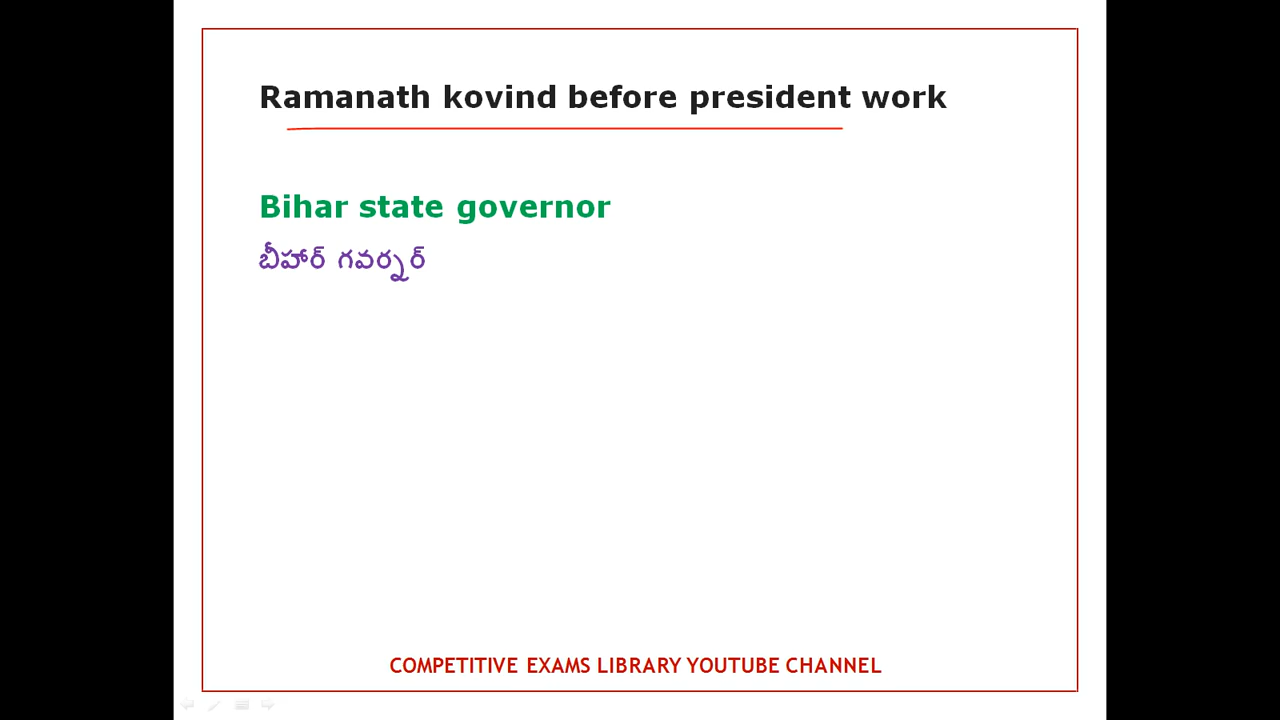 Ramanath kovind before president work
Bihar state governor
బీహార్ గవర్నర్
COMPETITIVE EXAMS LIBRARY YOUTUBE CHANNEL